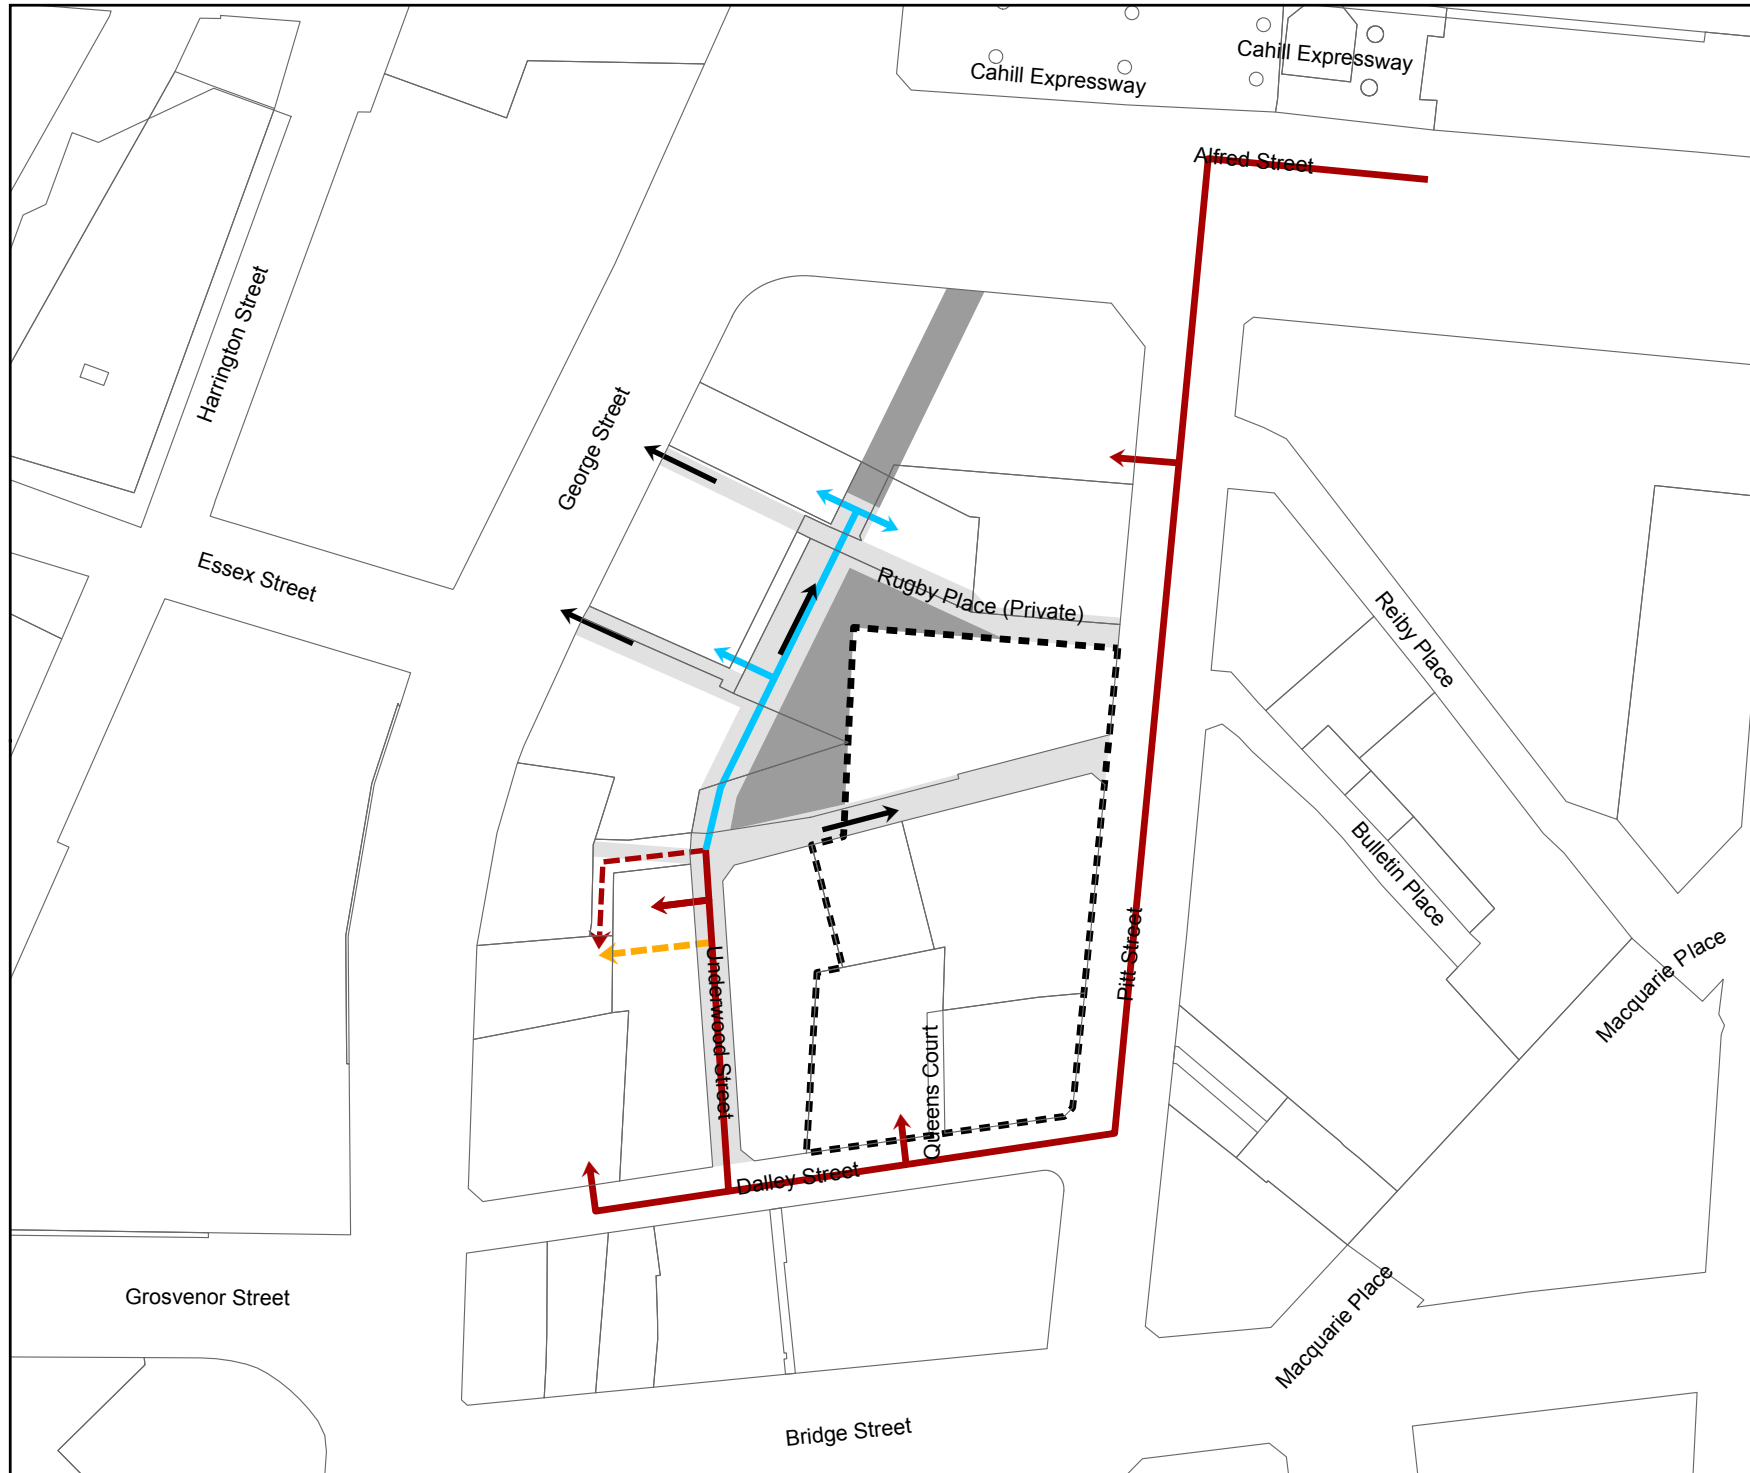 Cahill Expressway
Cahill Expressway
Alfred Street
Harrington Street
George Street
Essex Street
Rugby Place (Private)
Reiby Place
Bulletin Place
Pitt Street
Macquarie Place
Underwood Street
Queens Court
Dalley Street
Grosvenor Street
Macquarie Place
Bridge Street